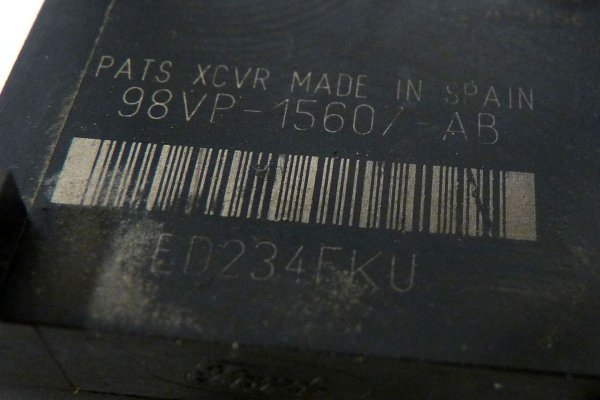 PATS XCVR MADE IN SPAIN
98VP-15607-AB
ED234FKU